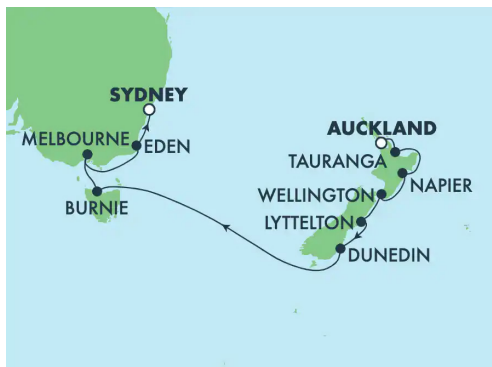 SYDNEY
MELBOURNE
EDEN
BURNIE
AUCKLAND
TAURANGA
NAPIER
WELLINGTON
LYTTELTON
DUNEDIN